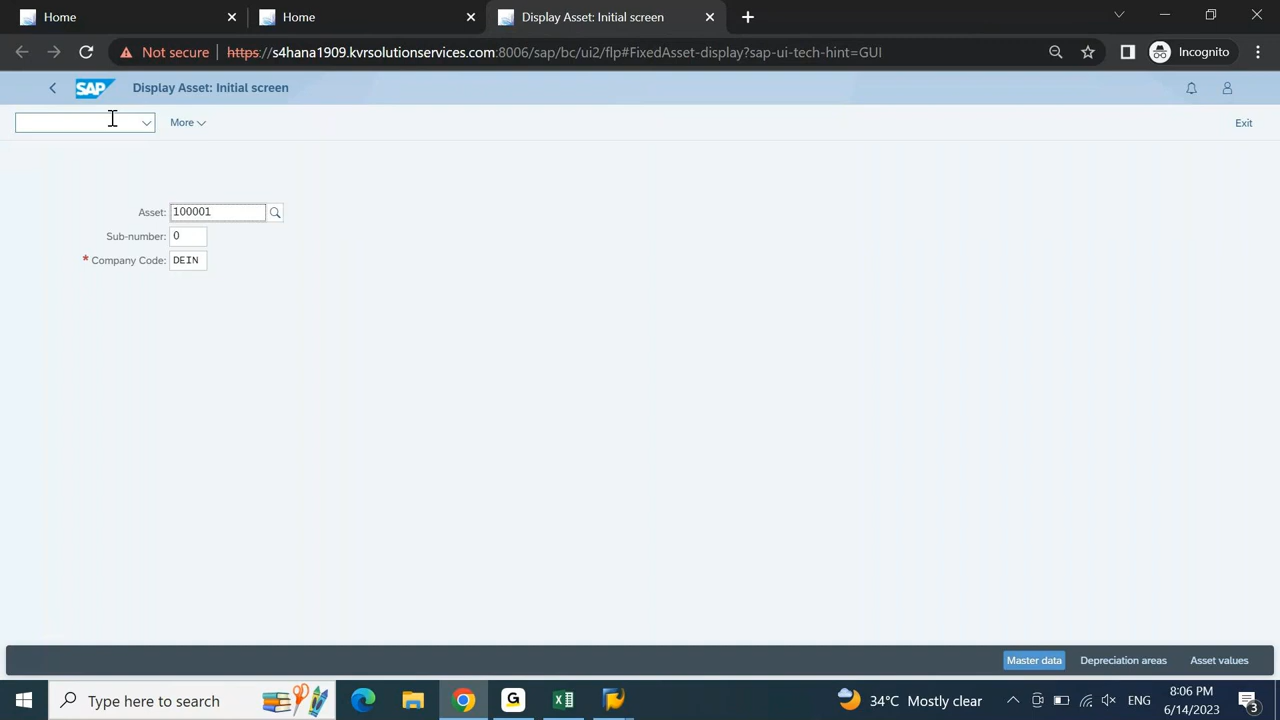 Home
Home
Display Asset: Initial screen
Not secure
https://s4hana1909.kvrsolutionservices.com:8006/sap/bc/ui2/flp#FixedAsset-display?sap-ui-tech-hint=GUI
Incognito
SAP
Display Asset: Initial screen
More
Exit
Asset: 100001
Sub-number: 0
* Company Code: DEIN
Master data
Depreciation areas
Asset values
Type here to search
34°C Mostly clear
ENG
8:06 PM
6/14/2023
3